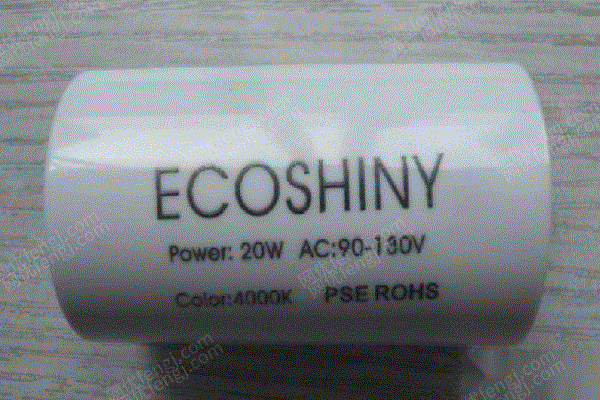 ECOSHINY
Power: 20W AC:90-130V
Color:4000K PSE ROHS